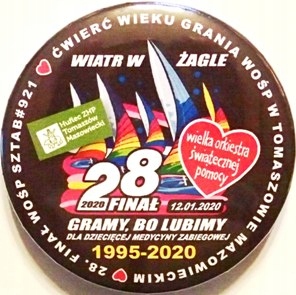 ĆWIERĆ WIEKU GRANIA WOŚP W TOMASZOWIE MAZOWIECKIM ❤ 28. FINAŁ WOŚP SZTAB#921 ❤
WIATR W ŻAGLE
Hufiec ZHP
Tomaszów
Mazowiecki
wielka orkiestra
świątecznej
pomocy
28
2020 FINAŁ 12.01.2020
GRAMY, BO LUBIMY
DLA DZIECIĘCEJ MEDYCYNY ZABIEGOWEJ
1995-2020